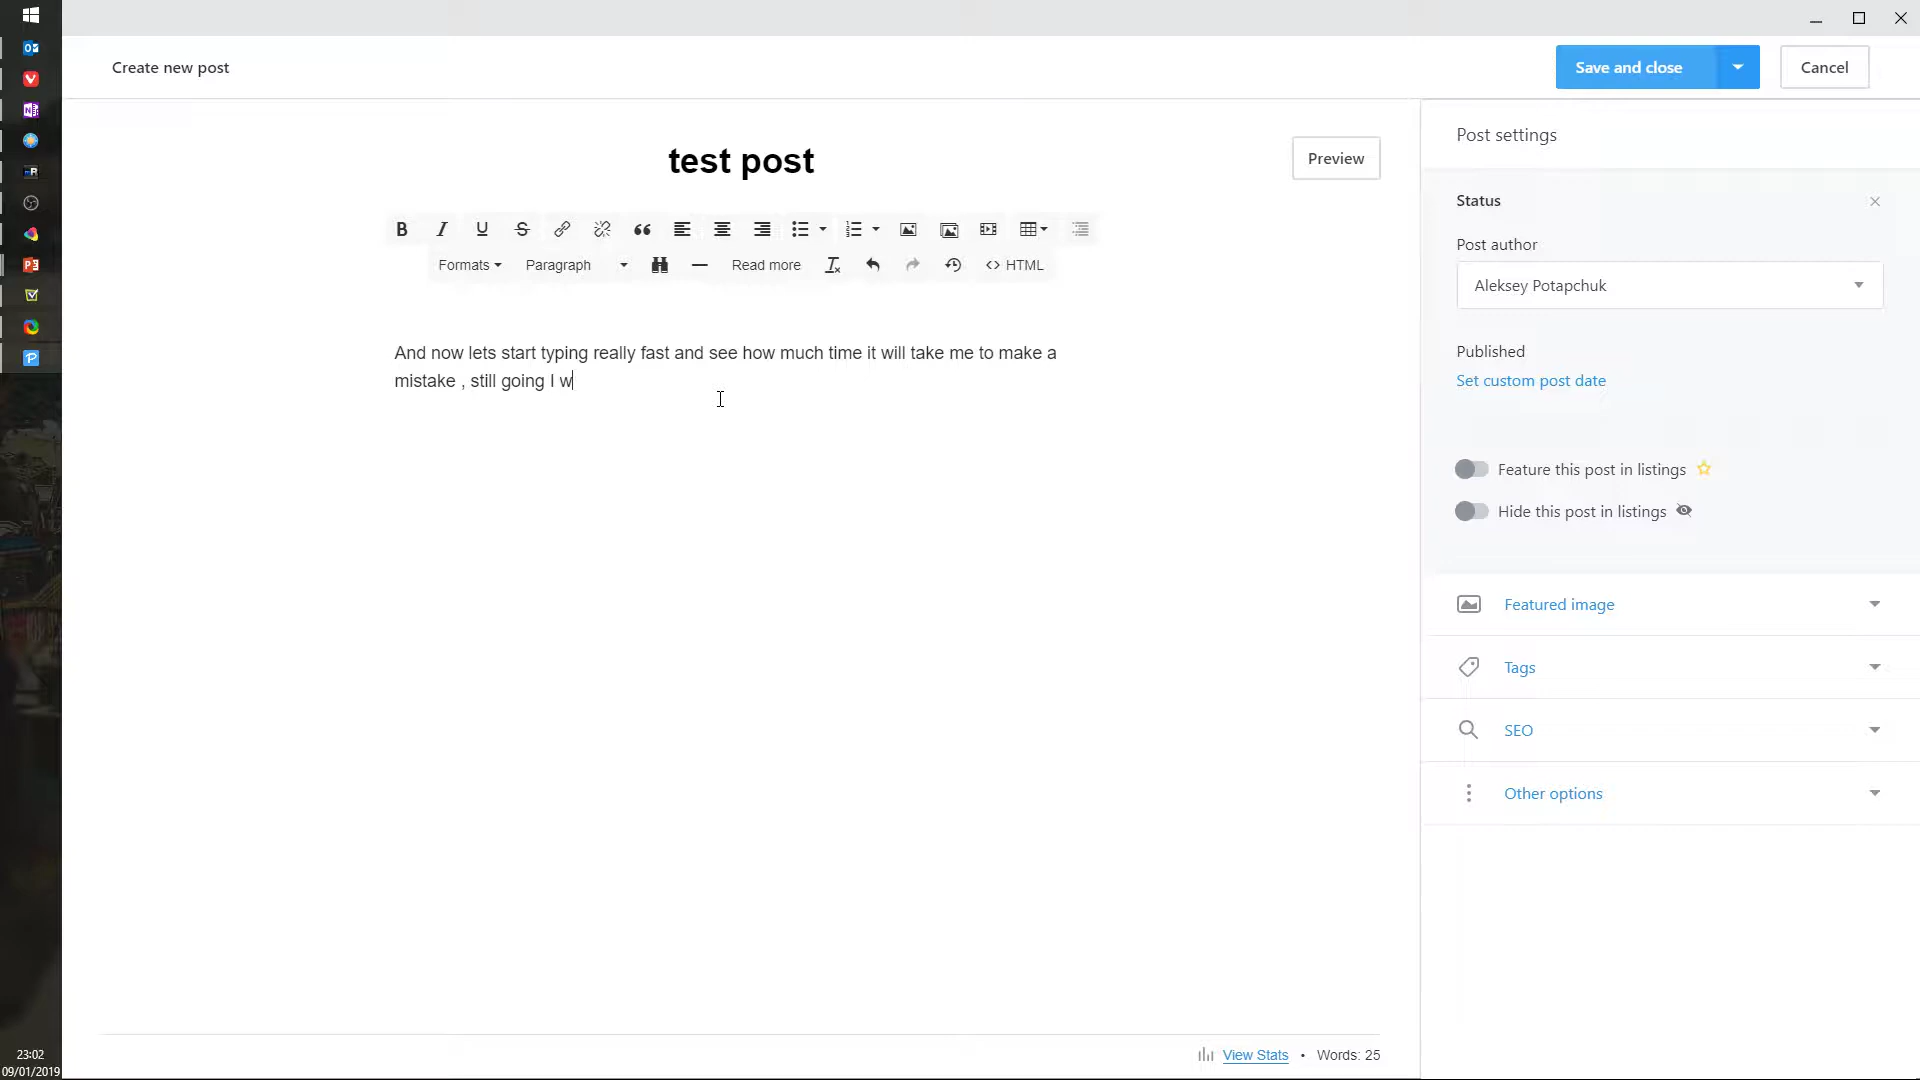 Create new post
Save and close
Cancel
test post
Preview
Formats
Paragraph
Read more
<> HTML
And now lets start typing really fast and see how much time it will take me to make a
mistake , still going I w
Post settings
Status
Post author
Aleksey Potapchuk
Published
Set custom post date
Feature this post in listings
Hide this post in listings
Featured image
Tags
SEO
Other options
View Stats • Words: 25
23:02
09/01/2019